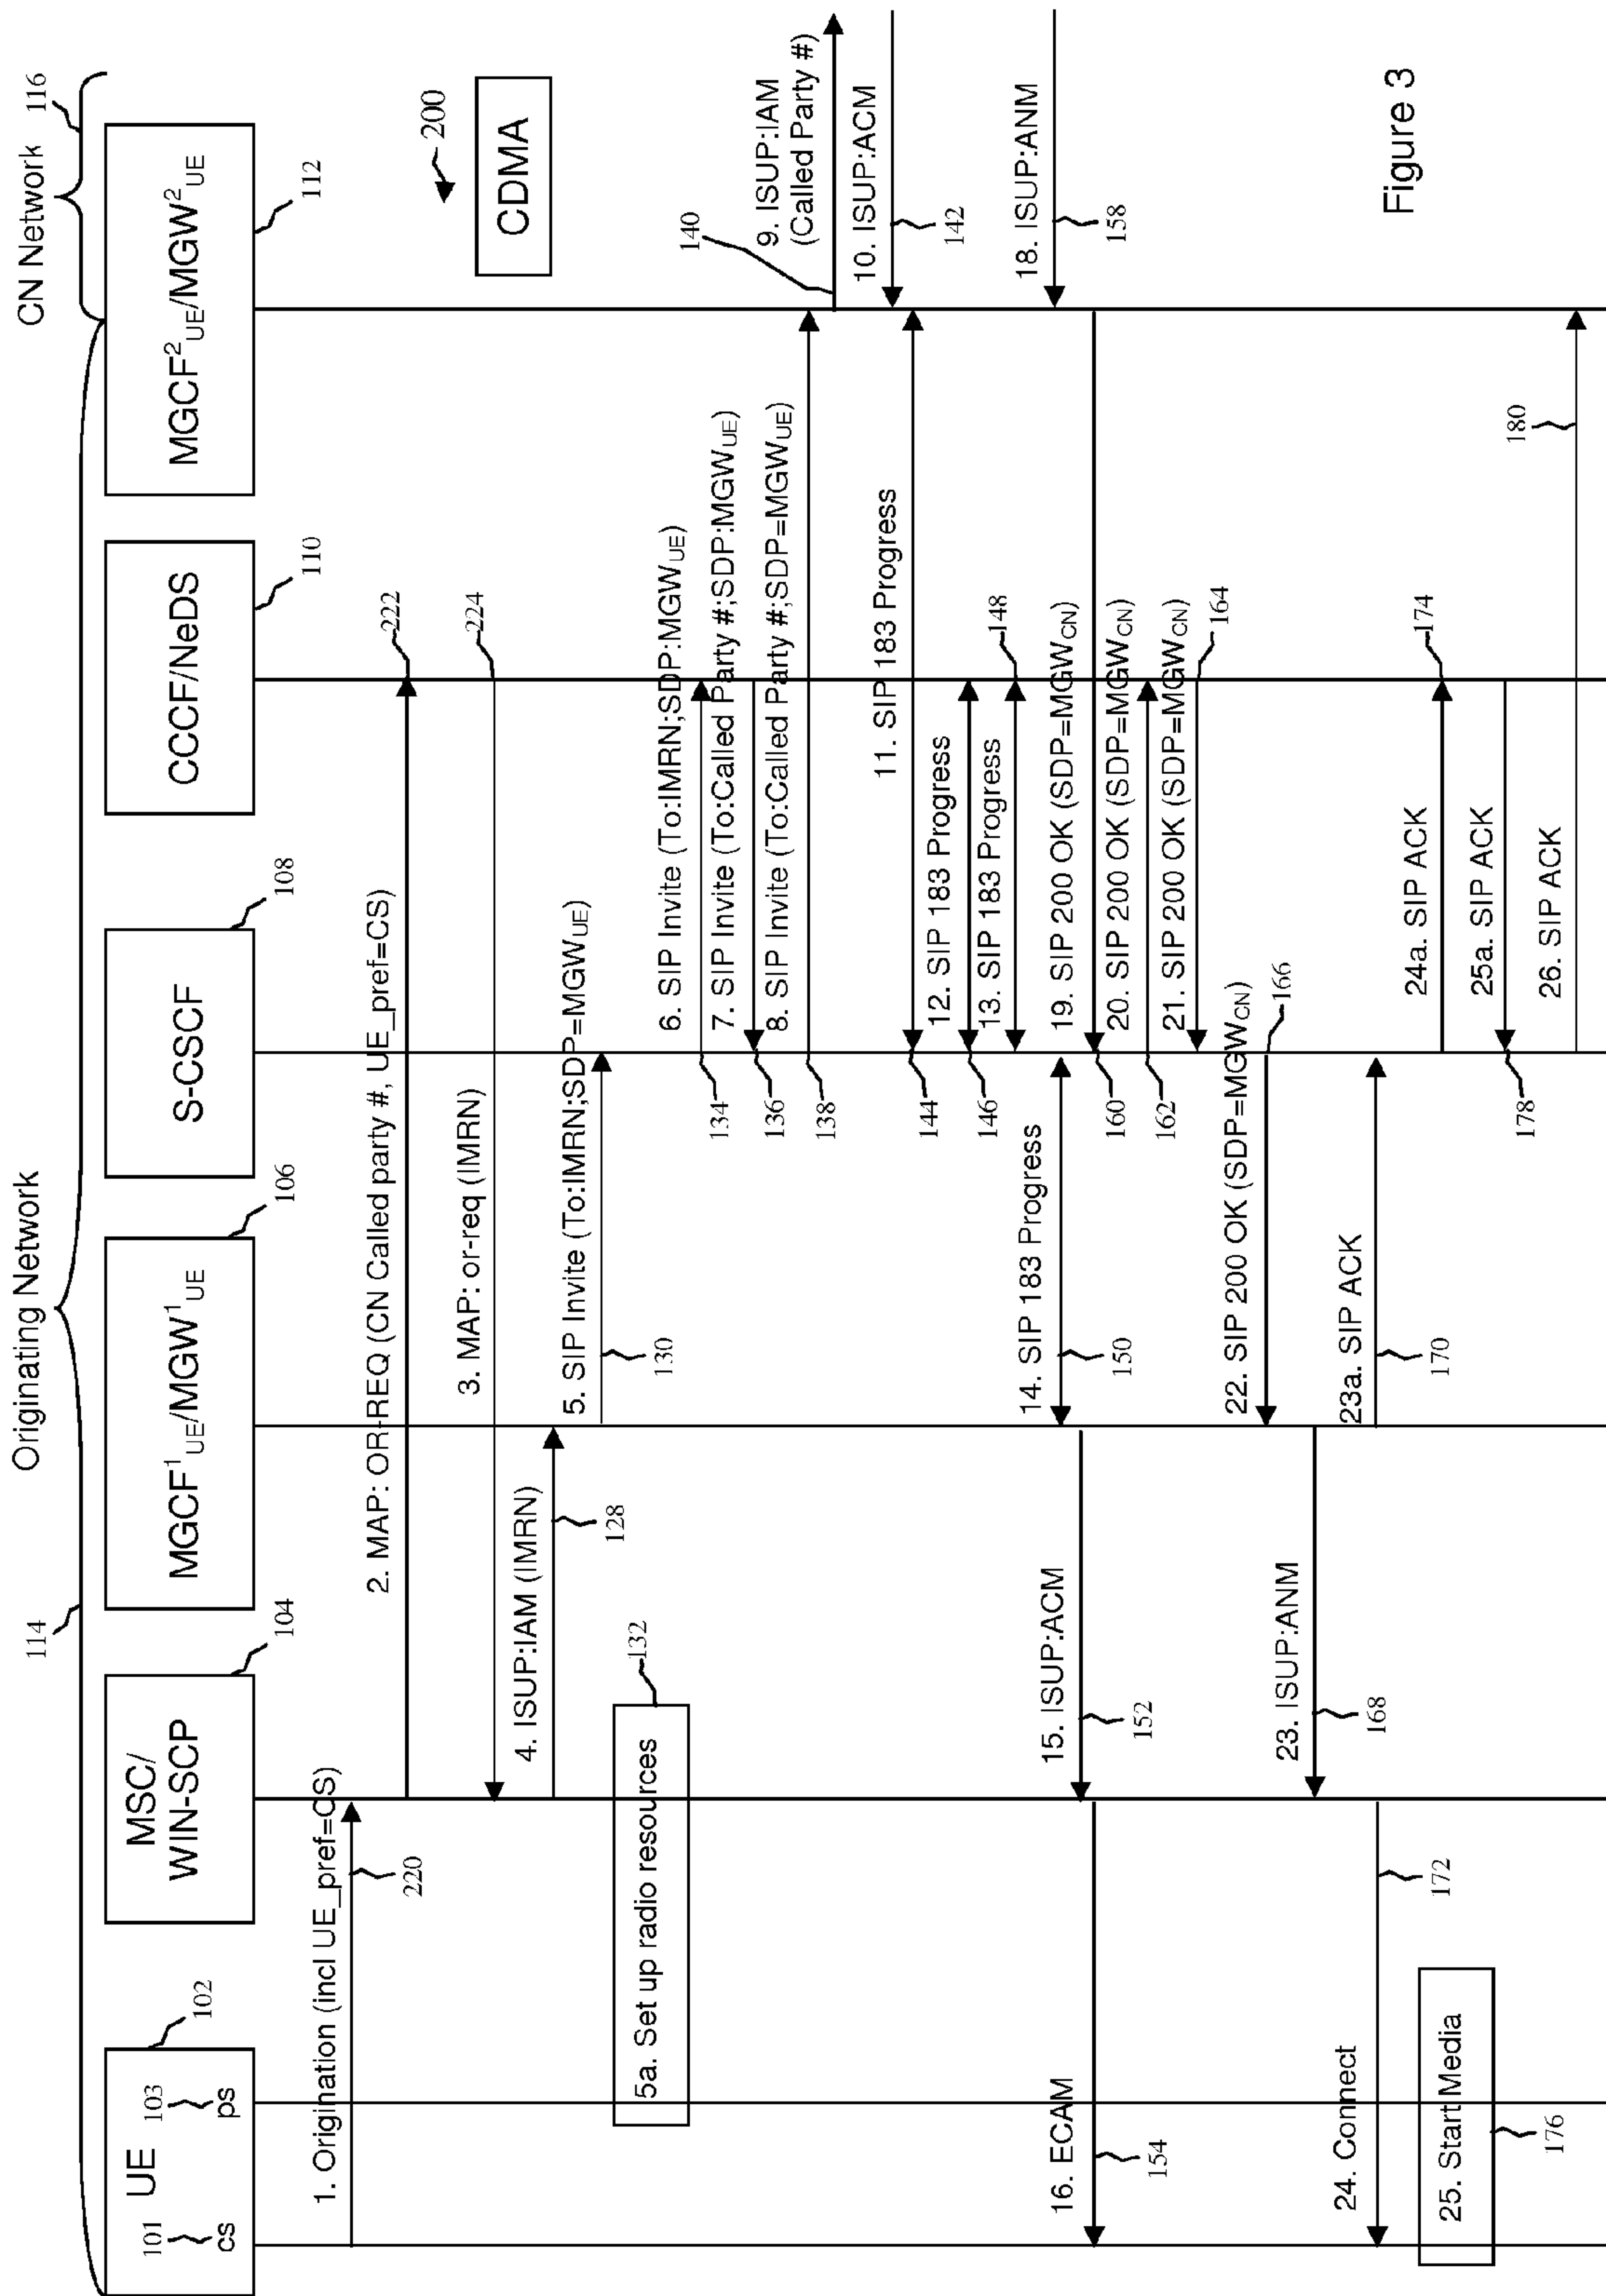 Originating Network
CN Network
114
116
UE
cs
ps
101
103
102
MSC/
WIN-SCP
104
MGCF¹UE/MGW¹UE
106
S-CSCF
108
CCCF/NeDS
110
MGCF²UE/MGW²UE
112
200
CDMA
1. Origination (incl UE_pref=CS)
220
2. MAP: OR-REQ (CN Called party #, UE_pref=CS)
222
3. MAP: or-req (IMRN)
224
4. ISUP:IAM (IMRN)
128
5. SIP Invite (To:IMRN;SDP=MGWUE)
130
5a. Set up radio resources
132
6. SIP Invite (To:IMRN;SDP:MGWUE)
134
7. SIP Invite (To:Called Party #;SDP:MGWUE)
136
8. SIP Invite (To:Called Party #;SDP=MGWUE)
138
140
9. ISUP:IAM
(Called Party #)
10. ISUP:ACM
142
11. SIP 183 Progress
144
12. SIP 183 Progress
146
13. SIP 183 Progress
148
14. SIP 183 Progress
150
15. ISUP:ACM
152
16. ECAM
154
18. ISUP:ANM
158
19. SIP 200 OK (SDP=MGWCN)
160
20. SIP 200 OK (SDP=MGWCN)
162
21. SIP 200 OK (SDP=MGWCN)
164
22. SIP 200 OK (SDP=MGWCN)
166
23. ISUP:ANM
168
23a. SIP ACK
170
24. Connect
172
24a. SIP ACK
174
25. Start Media
176
25a. SIP ACK
178
26. SIP ACK
180
Figure 3